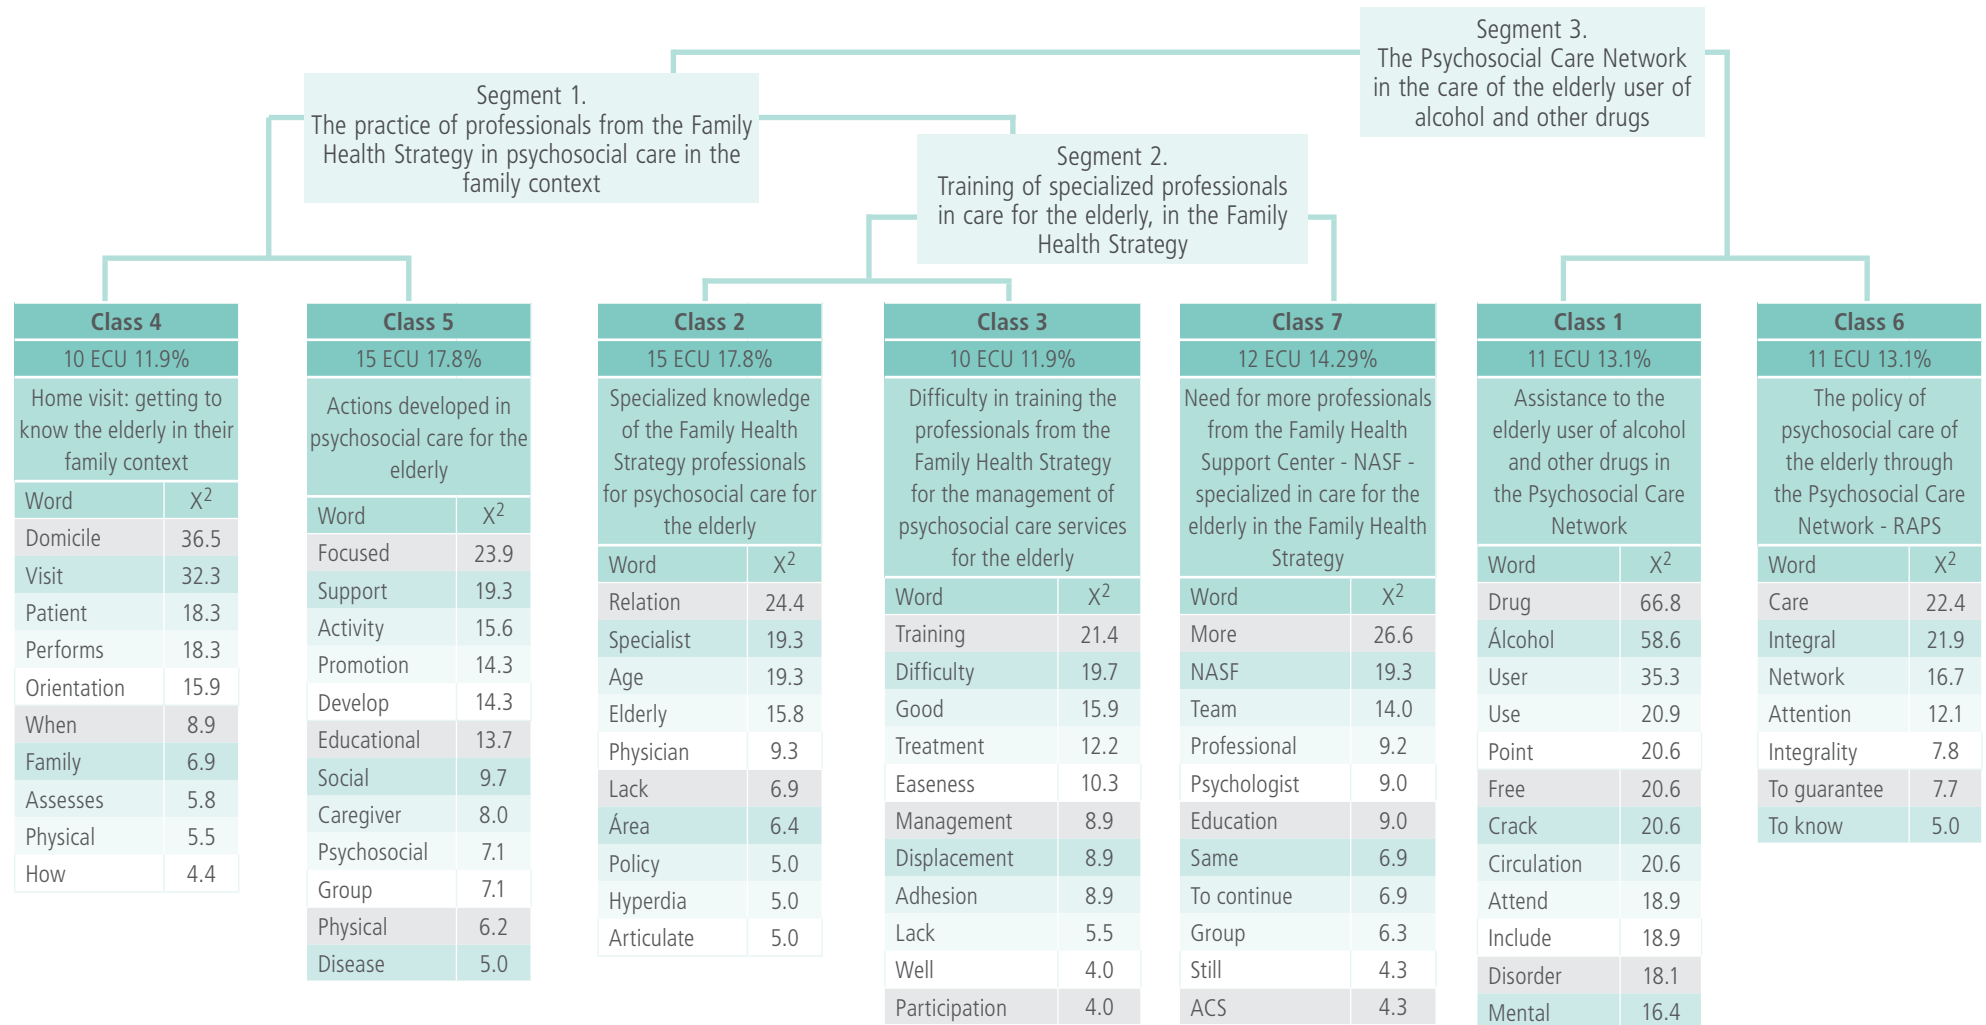 Segment 3.
The Psychosocial Care Network
in the care of the elderly user of
alcohol and other drugs
Segment 1.
The practice of professionals from the Family
Health Strategy in psychosocial care in the
family context
Segment 2.
Training of specialized professionals
in care for the elderly, in the Family
Health Strategy
Class 4
10 ECU 11.9%
Home visit: getting to
know the elderly in their
family context
Word X2
Domicile 36.5
Visit 32.3
Patient 18.3
Performs 18.3
Orientation 15.9
When 8.9
Family 6.9
Assesses 5.8
Physical 5.5
How 4.4
Class 5
15 ECU 17.8%
Actions developed in
psychosocial care for the
elderly
Word X2
Focused 23.9
Support 19.3
Activity 15.6
Promotion 14.3
Develop 14.3
Educational 13.7
Social 9.7
Caregiver 8.0
Psychosocial 7.1
Group 7.1
Physical 6.2
Disease 5.0
Class 2
15 ECU 17.8%
Specialized knowledge
of the Family Health
Strategy professionals
for psychosocial care for
the elderly
Word X2
Relation 24.4
Specialist 19.3
Age 19.3
Elderly 15.8
Physician 9.3
Lack 6.9
Área 6.4
Policy 5.0
Hyperdia 5.0
Articulate 5.0
Class 3
10 ECU 11.9%
Difficulty in training the
professionals from the
Family Health Strategy
for the management of
psychosocial care services
for the elderly
Word X2
Training 21.4
Difficulty 19.7
Good 15.9
Treatment 12.2
Easeness 10.3
Management 8.9
Displacement 8.9
Adhesion 8.9
Lack 5.5
Well 4.0
Participation 4.0
Class 7
12 ECU 14.29%
Need for more professionals
from the Family Health
Support Center - NASF -
specialized in care for the
elderly in the Family Health
Strategy
Word X2
More 26.6
NASF 19.3
Team 14.0
Professional 9.2
Psychologist 9.0
Education 9.0
Same 6.9
To continue 6.9
Group 6.3
Still 4.3
ACS 4.3
Class 1
11 ECU 13.1%
Assistance to the
elderly user of alcohol
and other drugs in
the Psychosocial Care
Network
Word X2
Drug 66.8
Álcohol 58.6
User 35.3
Use 20.9
Point 20.6
Free 20.6
Crack 20.6
Circulation 20.6
Attend 18.9
Include 18.9
Disorder 18.1
Mental 16.4
Class 6
11 ECU 13.1%
The policy of
psychosocial care of
the elderly through
the Psychosocial Care
Network - RAPS
Word X2
Care 22.4
Integral 21.9
Network 16.7
Attention 12.1
Integrality 7.8
To guarantee 7.7
To know 5.0